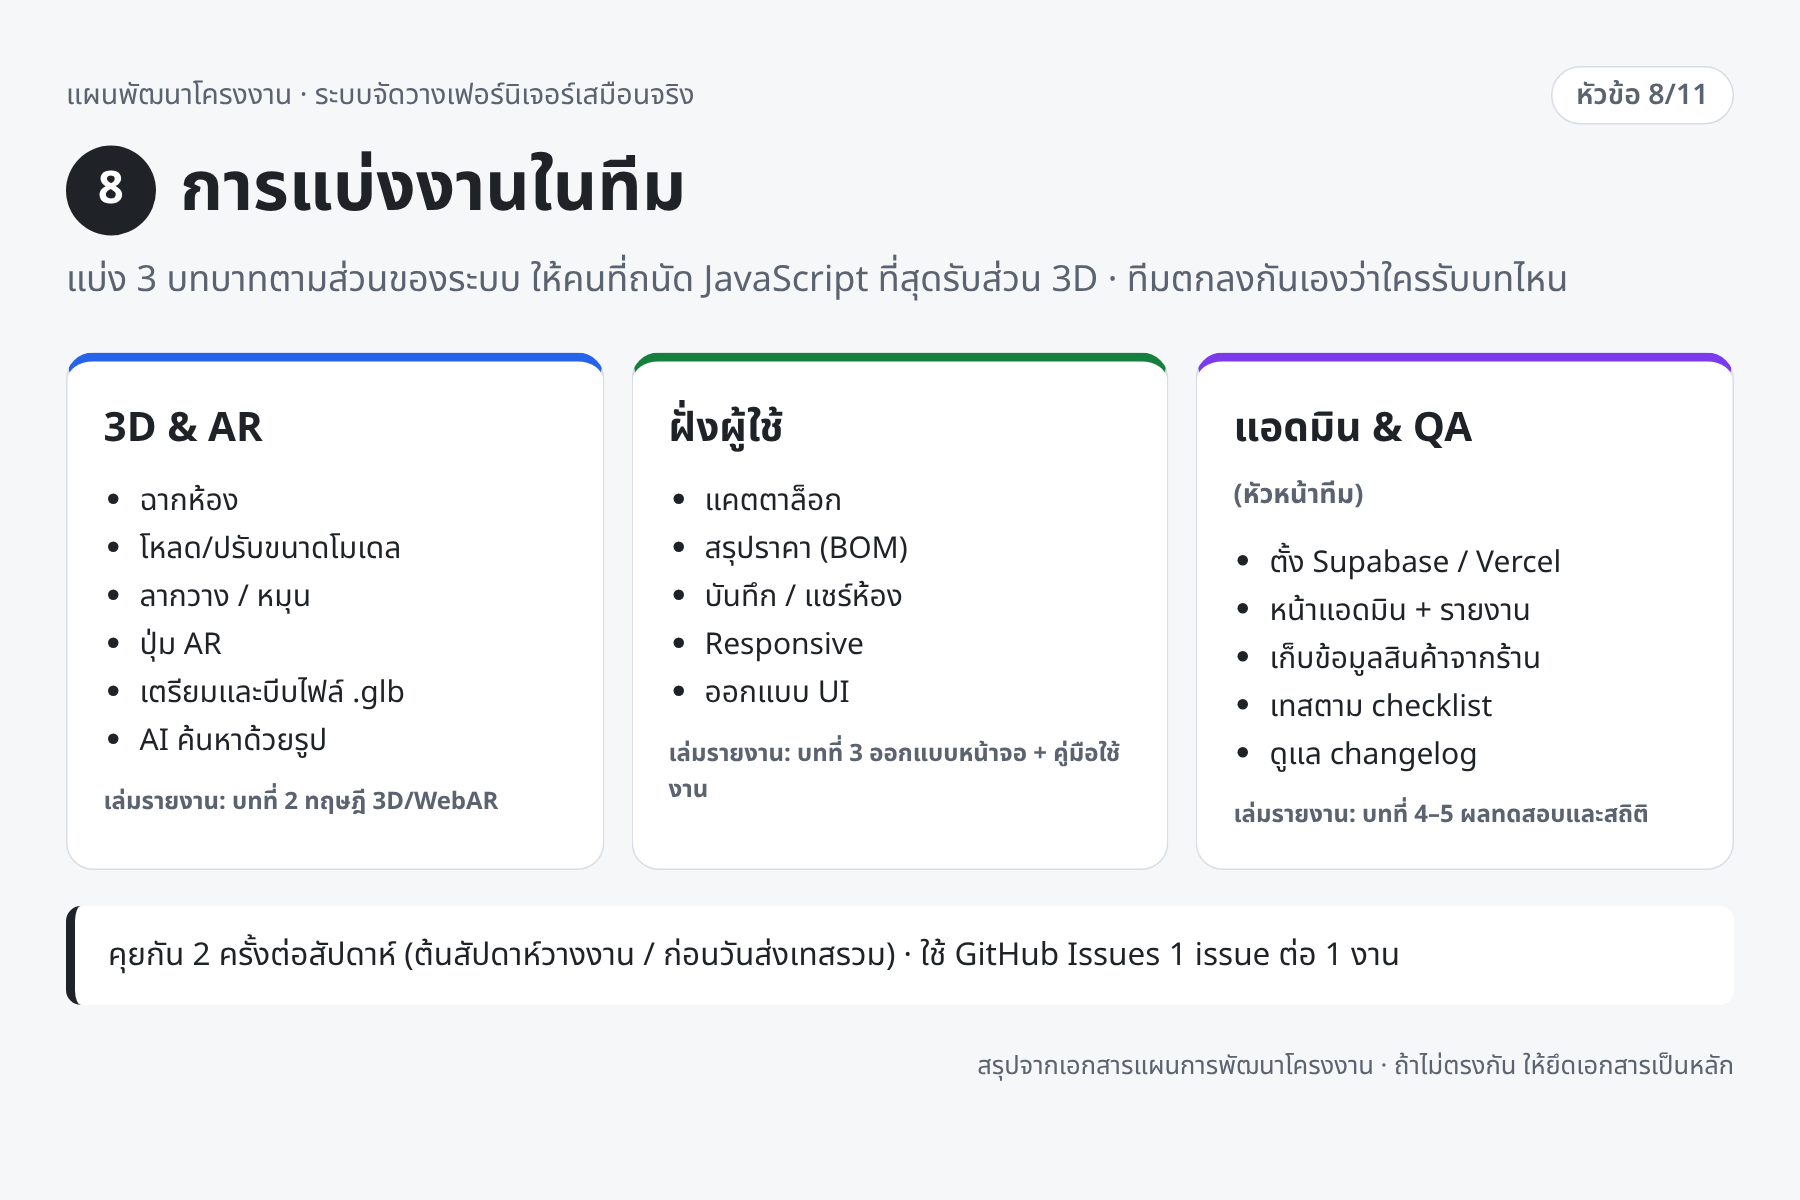 แผนพัฒนาโครงงาน · ระบบจัดวางเฟอร์นิเจอร์เสมือนจริง
หัวข้อ 8/11
8 การแบ่งงานในทีม
แบ่ง 3 บทบาทตามส่วนของระบบ ให้คนที่ถนัด JavaScript ที่สุดรับส่วน 3D · ทีมตกลงกันเองว่าใครรับบทไหน
3D & AR
• ฉากห้อง
• โหลด/ปรับขนาดโมเดล
• ลากวาง / หมุน
• ปุ่ม AR
• เตรียมและบีบไฟล์ .glb
• AI ค้นหาด้วยรูป
เล่มรายงาน: บทที่ 2 ทฤษฎี 3D/WebAR
ฝั่งผู้ใช้
• แคตตาล็อก
• สรุปราคา (BOM)
• บันทึก / แชร์ห้อง
• Responsive
• ออกแบบ UI
เล่มรายงาน: บทที่ 3 ออกแบบหน้าจอ + คู่มือใช้
งาน
แอดมิน & QA
(หัวหน้าทีม)
• ตั้ง Supabase / Vercel
• หน้าแอดมิน + รายงาน
• เก็บข้อมูลสินค้าจากร้าน
• เทสตาม checklist
• ดูแล changelog
เล่มรายงาน: บทที่ 4–5 ผลทดสอบและสถิติ
คุยกัน 2 ครั้งต่อสัปดาห์ (ต้นสัปดาห์วางงาน / ก่อนวันส่งเทสรวม) · ใช้ GitHub Issues 1 issue ต่อ 1 งาน
สรุปจากเอกสารแผนการพัฒนาโครงงาน · ถ้าไม่ตรงกัน ให้ยึดเอกสารเป็นหลัก